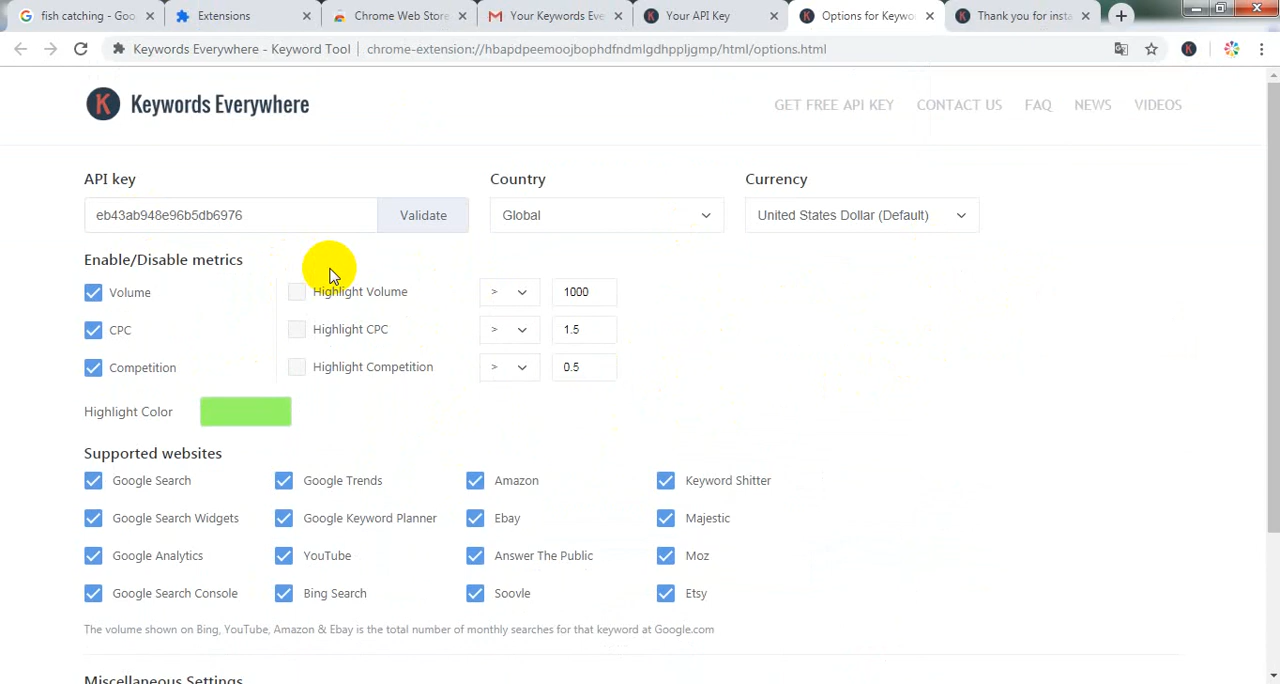 fish catching - Goo
Extensions
Chrome Web Store
Your Keywords Eve
Your API Key
Options for Keywo
Thank you for insta
Keywords Everywhere - Keyword Tool
chrome-extension://hbapdpeemoojbophdfndmlgdhppljgmp/html/options.html
K Keywords Everywhere
GET FREE API KEY CONTACT US FAQ NEWS VIDEOS
API key Country Currency
eb43ab948e96b5db6976 Validate Global United States Dollar (Default)
Enable/Disable metrics
Volume Highlight Volume > 1000
CPC Highlight CPC > 1.5
Competition Highlight Competition > 0.5
Highlight Color
Supported websites
Google Search Google Trends Amazon Keyword Shitter
Google Search Widgets Google Keyword Planner Ebay Majestic
Google Analytics YouTube Answer The Public Moz
Google Search Console Bing Search Soovle Etsy
The volume shown on Bing, YouTube, Amazon & Ebay is the total number of monthly searches for that keyword at Google.com
Miscellaneous Settings